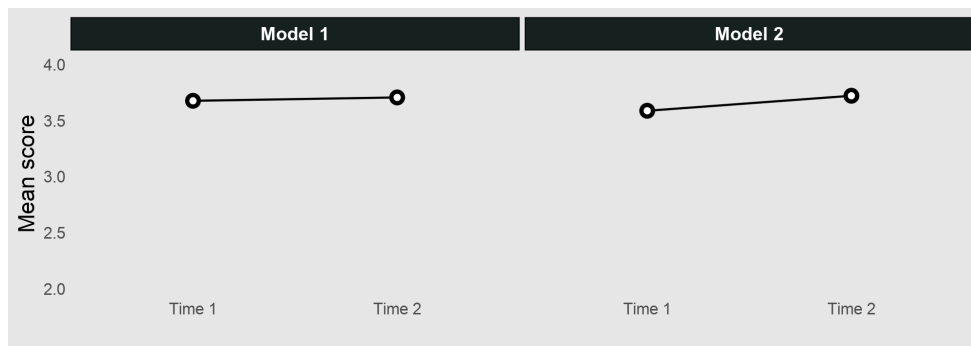 Model 1
Model 2
Mean score
4.0
3.5
3.0
2.5
2.0
Time 1
Time 2
Time 1
Time 2